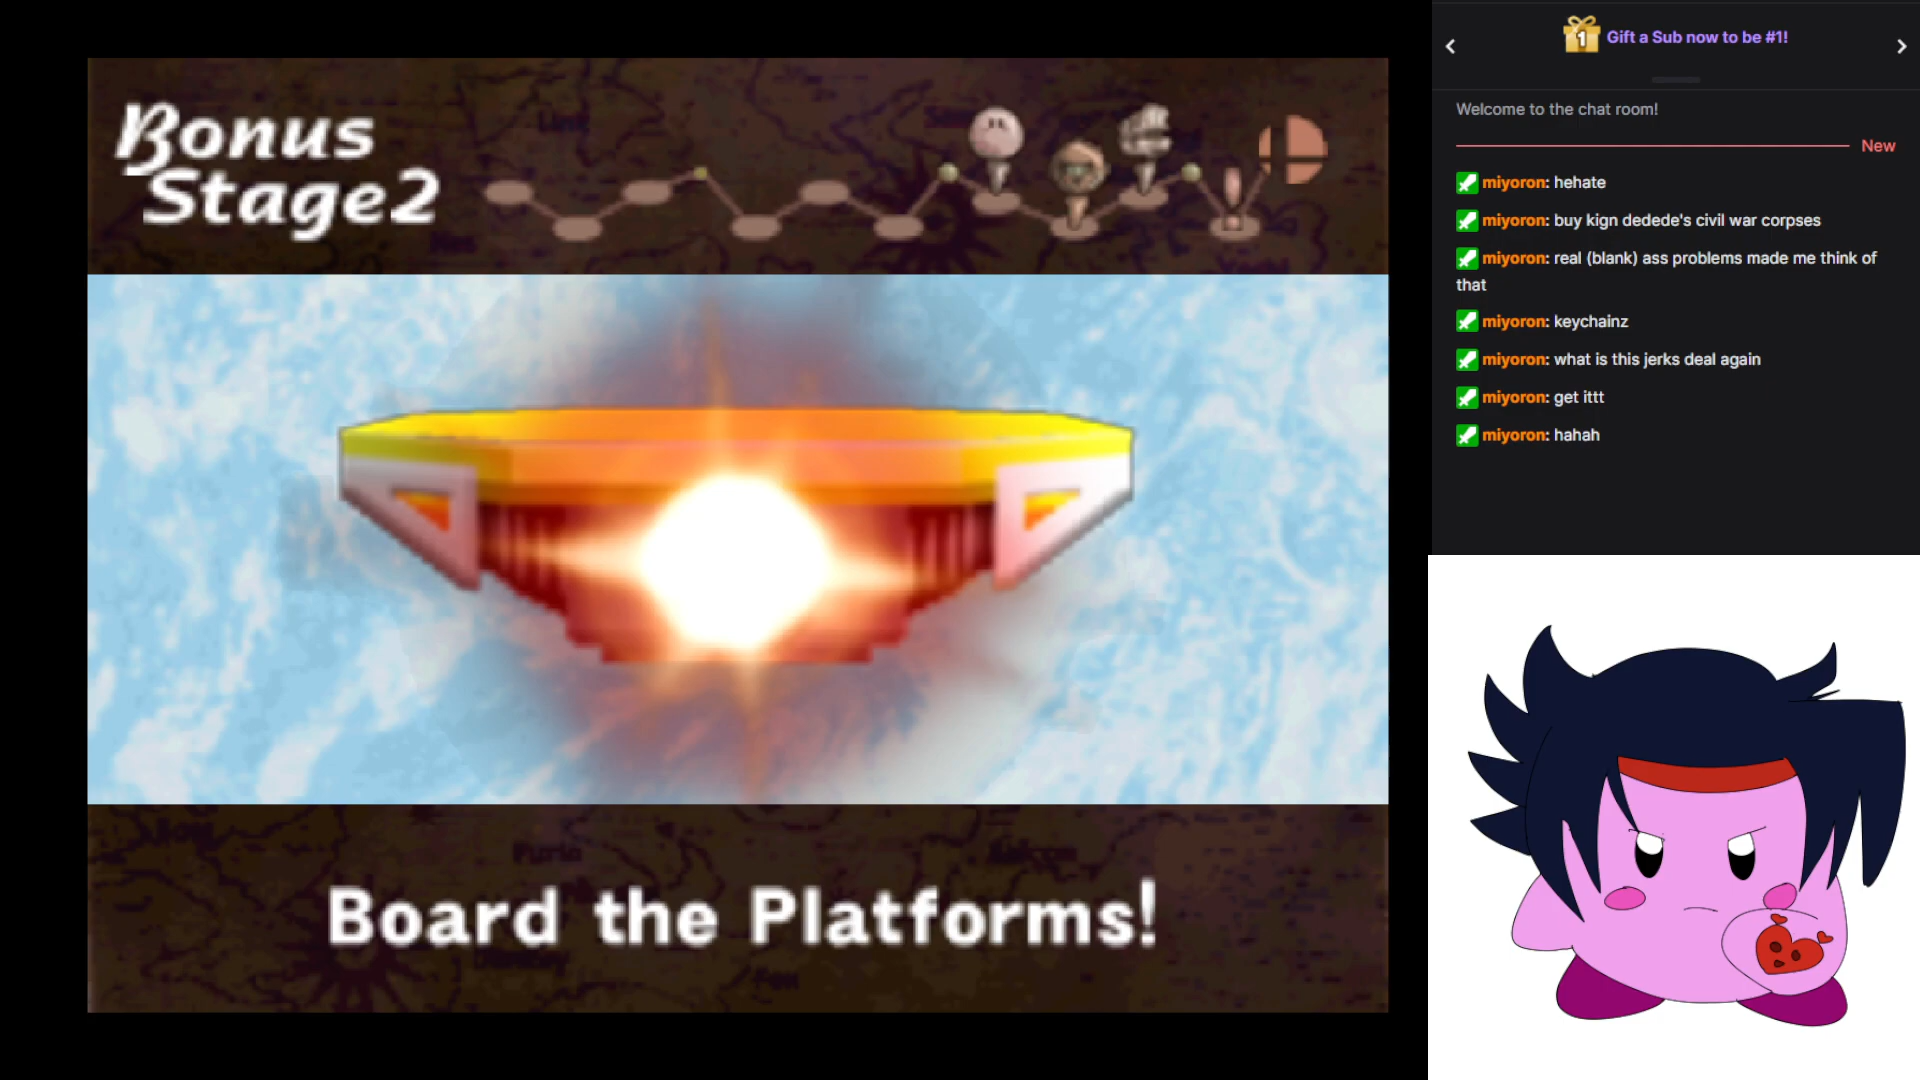 Bonus
Stage2
Board the Platforms!
1
Gift a Sub now to be #1!
Welcome to the chat room!
New
miyoron: hehate
miyoron: buy kign dedede's civil war corpses
miyoron: real (blank) ass problems made me think of
that
miyoron: keychainz
miyoron: what is this jerks deal again
miyoron: get ittt
miyoron: hahah